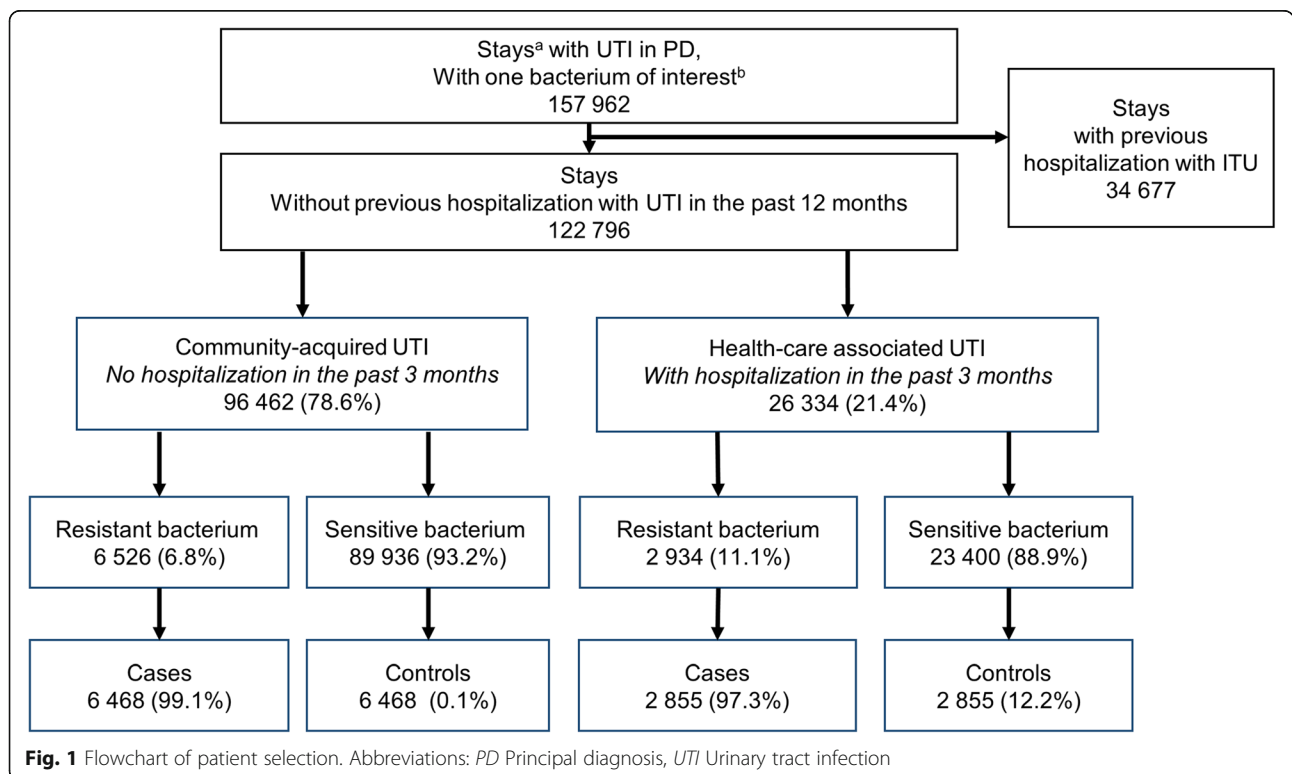 Staysᵃ with UTI in PD,
With one bacterium of interestᵇ
157 962
Stays
with previous
hospitalization with ITU
34 677
Stays
Without previous hospitalization with UTI in the past 12 months
122 796
Community-acquired UTI
No hospitalization in the past 3 months
96 462 (78.6%)
Health-care associated UTI
With hospitalization in the past 3 months
26 334 (21.4%)
Resistant bacterium
6 526 (6.8%)
Sensitive bacterium
89 936 (93.2%)
Resistant bacterium
2 934 (11.1%)
Sensitive bacterium
23 400 (88.9%)
Cases
6 468 (99.1%)
Controls
6 468 (0.1%)
Cases
2 855 (97.3%)
Controls
2 855 (12.2%)
Fig. 1 Flowchart of patient selection. Abbreviations: PD Principal diagnosis, UTI Urinary tract infection